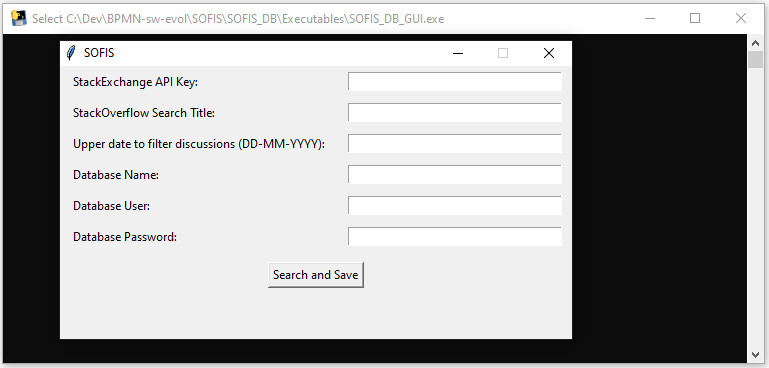 Select C:\Dev\BPMN-sw-evol\SOFIS\SOFIS_DB\Executables\SOFIS_DB_GUI.exe
SOFIS
StackExchange API Key:
StackOverflow Search Title:
Upper date to filter discussions (DD-MM-YYYY):
Database Name:
Database User:
Database Password:
Search and Save